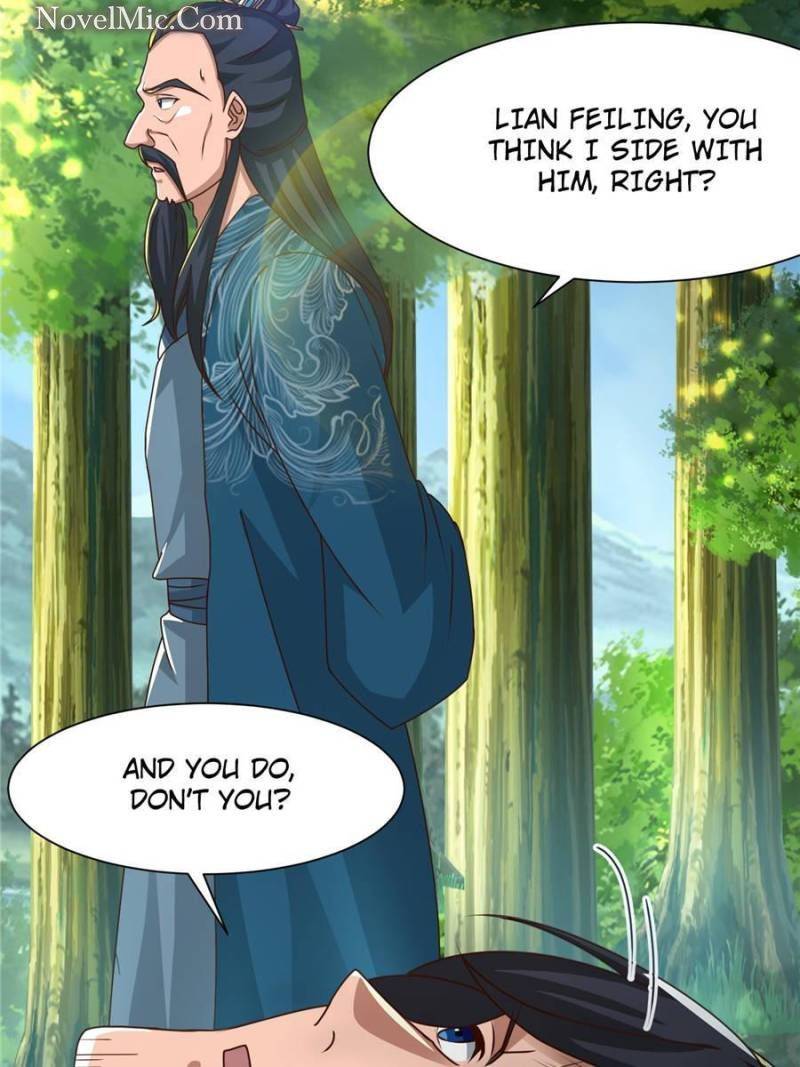 NovelMic.Com
LIAN FEILING, YOU
THINK I SIDE WITH
HIM, RIGHT?
AND YOU DO,
DON'T YOU?